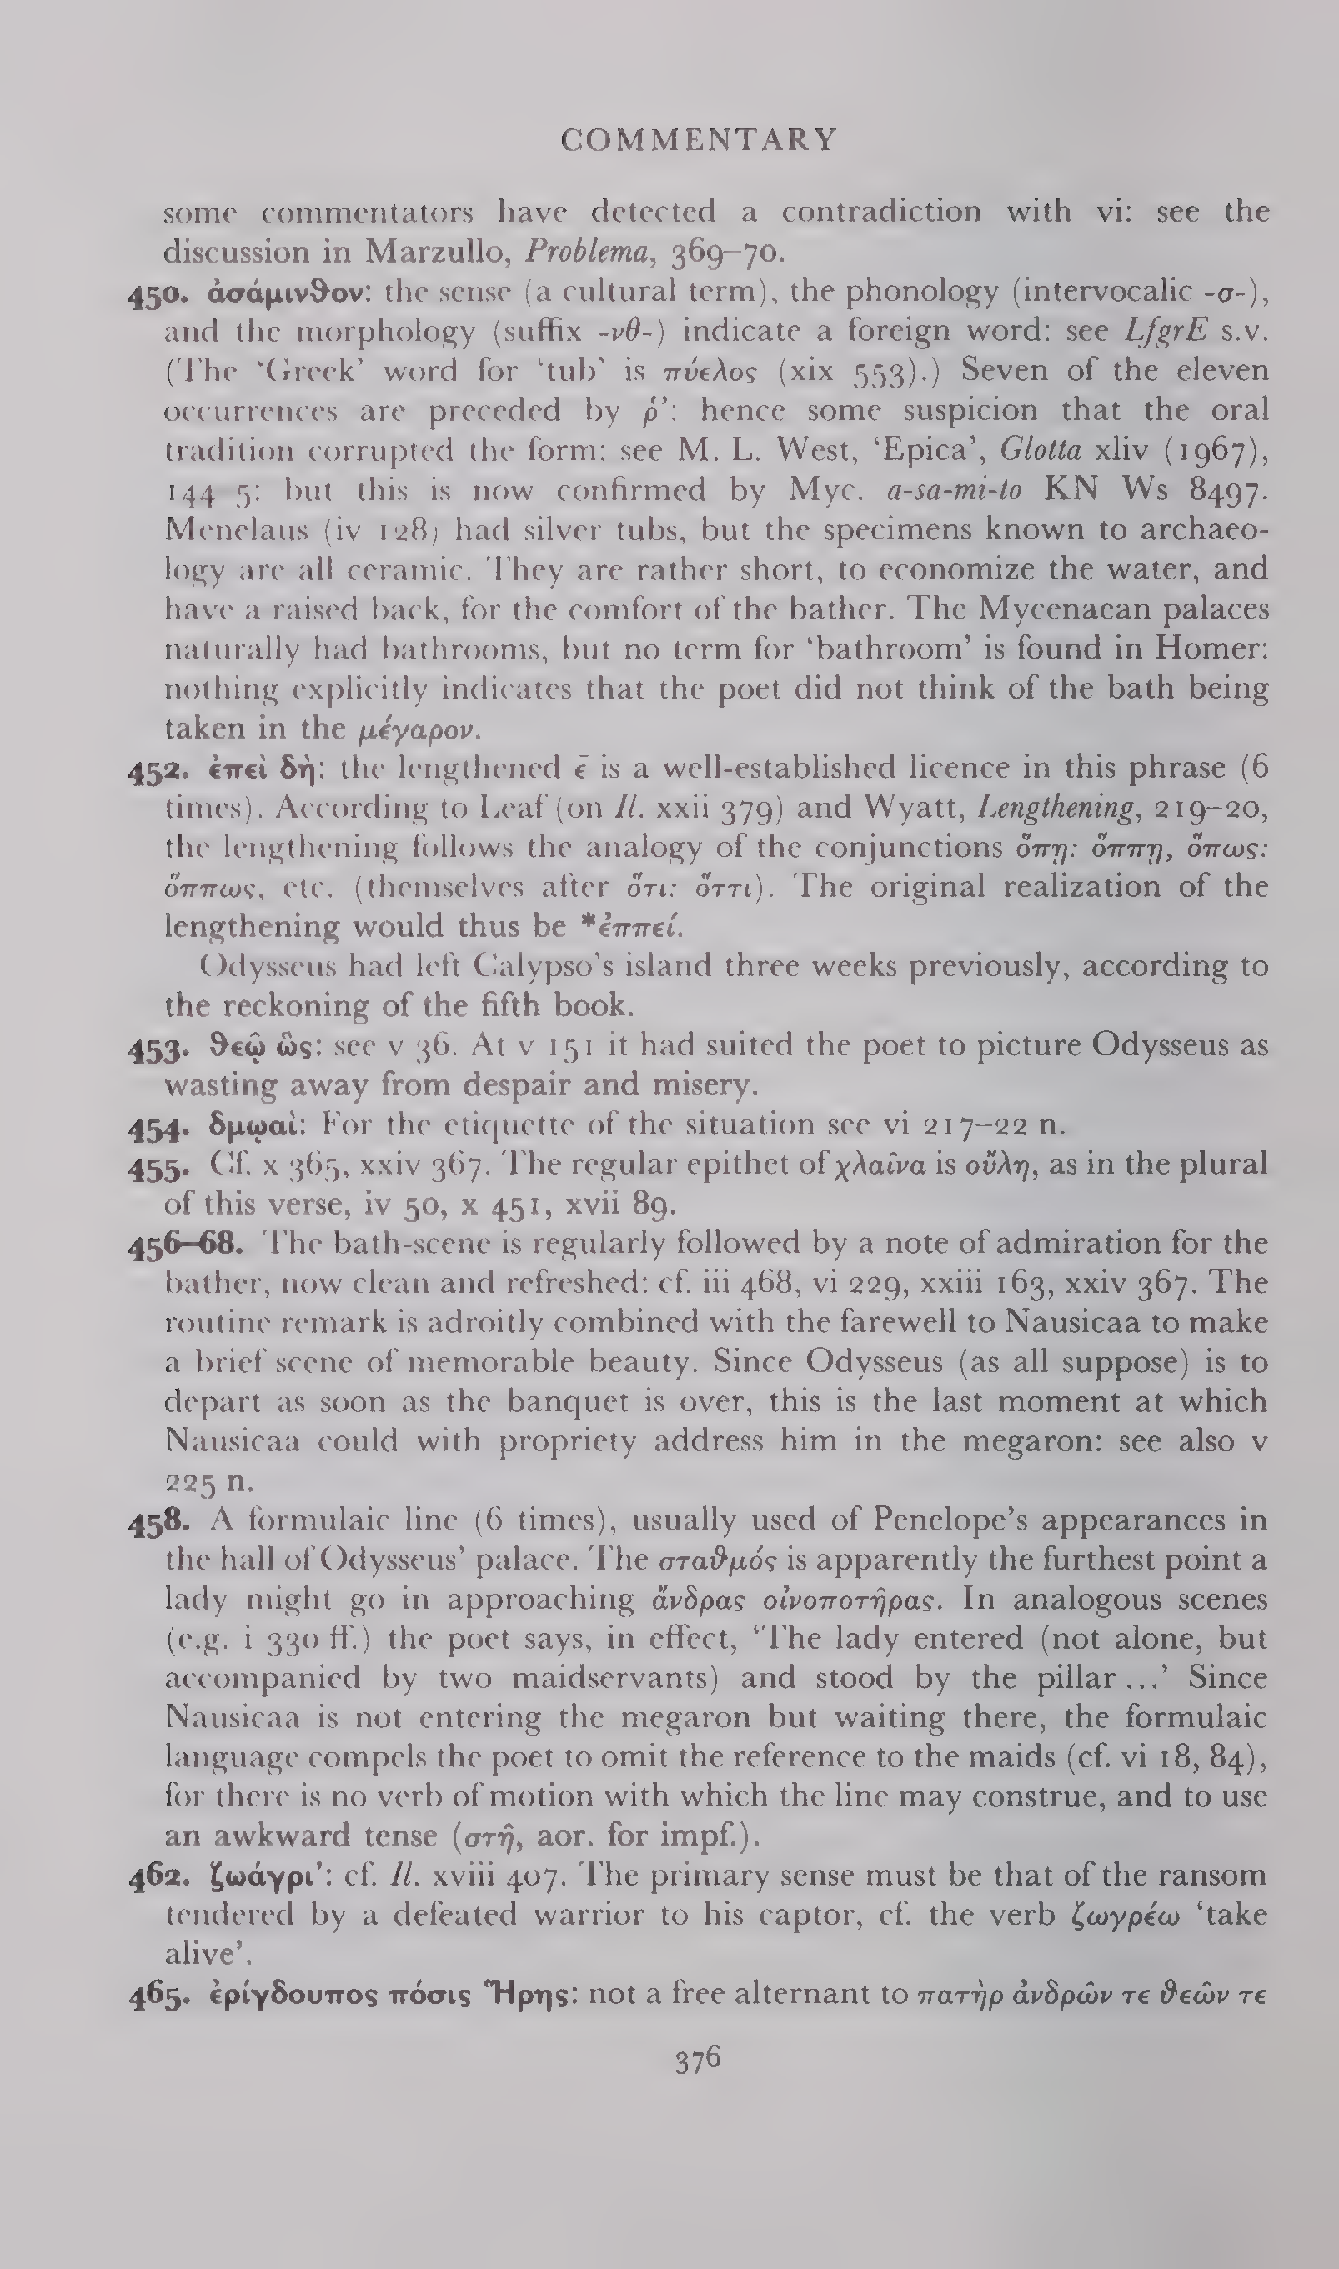 COMMENTARY
some commentators have detected a contradiction with vi: see the
discussion in Marzullo, Problema, 369–70.
450. ἀσάμινϑον: the sense (a cultural term), the phonology (intervocalic -σ-),
and the morphology (suffix -νθ-) indicate a foreign word: see LfgrE s.v.
(The ‘Greek’ word for ‘tub’ is πύελος (xix 553).) Seven of the eleven
occurrences are preceded by ῥ’: hence some suspicion that the oral
tradition corrupted the form: see M. L. West, ‘Epica’, Glotta xliv (1967),
144 5: but this is now confirmed by Myc. a-sa-mi-to KN Ws 8497.
Menelaus (iv 128) had silver tubs, but the specimens known to archaeo-
logy are all ceramic. They are rather short, to economize the water, and
have a raised back, for the comfort of the bather. The Mycenaean palaces
naturally had bathrooms, but no term for ‘bathroom’ is found in Homer:
nothing explicitly indicates that the poet did not think of the bath being
taken in the μέγαρον.
452. ἐπεὶ δὴ: the lengthened ε̄ is a well-established licence in this phrase (6
times). According to Leaf (on Il. xxii 379) and Wyatt, Lengthening, 219–20,
the lengthening follows the analogy of the conjunctions ὅπῃ: ὅππῃ, ὅπως:
ὅππως, etc. (themselves after ὅτι: ὅττι). The original realization of the
lengthening would thus be *ἐππεί.
Odysseus had left Calypso’s island three weeks previously, according to
the reckoning of the fifth book.
453. ϑεῷ ὣς: see v 36. At v 151 it had suited the poet to picture Odysseus as
wasting away from despair and misery.
454. δμῳαὶ: For the etiquette of the situation see vi 217–22 n.
455. Cf. x 365, xxiv 367. The regular epithet of χλαῖνα is οὔλη, as in the plural
of this verse, iv 50, x 451, xvii 89.
456–68. The bath-scene is regularly followed by a note of admiration for the
bather, now clean and refreshed: cf. iii 468, vi 229, xxiii 163, xxiv 367. The
routine remark is adroitly combined with the farewell to Nausicaa to make
a brief scene of memorable beauty. Since Odysseus (as all suppose) is to
depart as soon as the banquet is over, this is the last moment at which
Nausicaa could with propriety address him in the megaron: see also v
225 n.
458. A formulaic line (6 times), usually used of Penelope’s appearances in
the hall of Odysseus’ palace. The σταϑμός is apparently the furthest point a
lady might go in approaching ἄνδρας οἰνοποτῆρας. In analogous scenes
(e.g. i 330 ff.) the poet says, in effect, ‘The lady entered (not alone, but
accompanied by two maidservants) and stood by the pillar ...’ Since
Nausicaa is not entering the megaron but waiting there, the formulaic
language compels the poet to omit the reference to the maids (cf. vi 18, 84),
for there is no verb of motion with which the line may construe, and to use
an awkward tense (στῆ, aor. for impf.).
462. ζωάγρι’: cf. Il. xviii 407. The primary sense must be that of the ransom
tendered by a defeated warrior to his captor, cf. the verb ζωγρέω ‘take
alive’.
465. ἐρίγδουπος πόσις Ἥρης: not a free alternant to πατὴρ ἀνδρῶν τε ϑεῶν τε
376